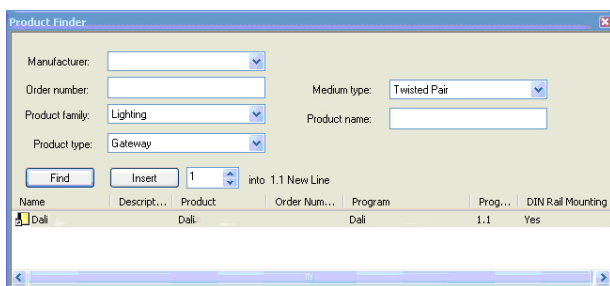 Product Finder
Manufacturer:
Order number:
Medium type: Twisted Pair
Product family: Lighting
Product name:
Product type: Gateway
Find Insert 1 into 1.1 New Line
Name Descript... Product Order Num... Program Prog... DIN Rail Mounting
Dali Dali Dali 1.1 Yes